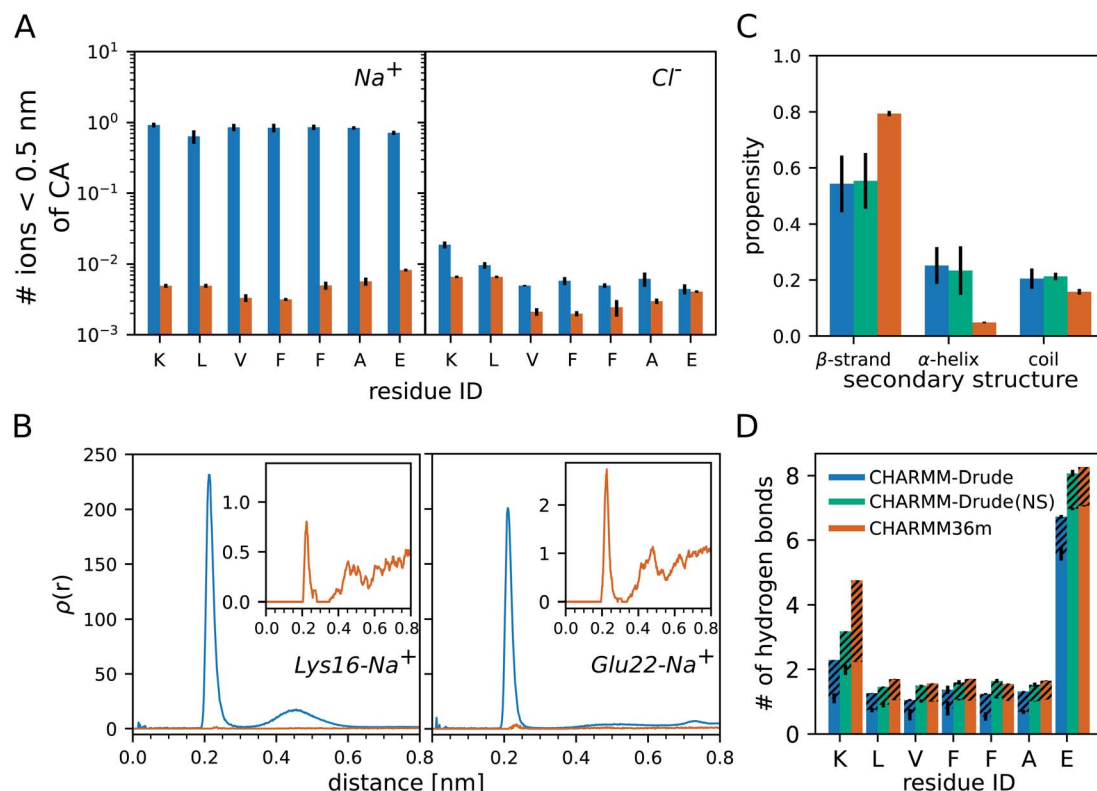 A
# ions < 0.5 nm
of CA
10¹
10⁰
10⁻¹
10⁻²
10⁻³
Na⁺
Cl⁻
K L V F F A E
K L V F F A E
residue ID
B
ρ(r)
250
200
150
100
50
0
1.0
0.5
0.0
0.0 0.2 0.4 0.6 0.8
Lys16-Na⁺
2
1
0
0.0 0.2 0.4 0.6 0.8
Glu22-Na⁺
0.0 0.2 0.4 0.6 0.8
0.2 0.4 0.6 0.8
distance [nm]
C
propensity
1.0
0.8
0.6
0.4
0.2
0.0
β-strand α-helix coil
secondary structure
D
# of hydrogen bonds
8
6
4
2
0
CHARMM-Drude
CHARMM-Drude(NS)
CHARMM36m
K L V F F A E
residue ID